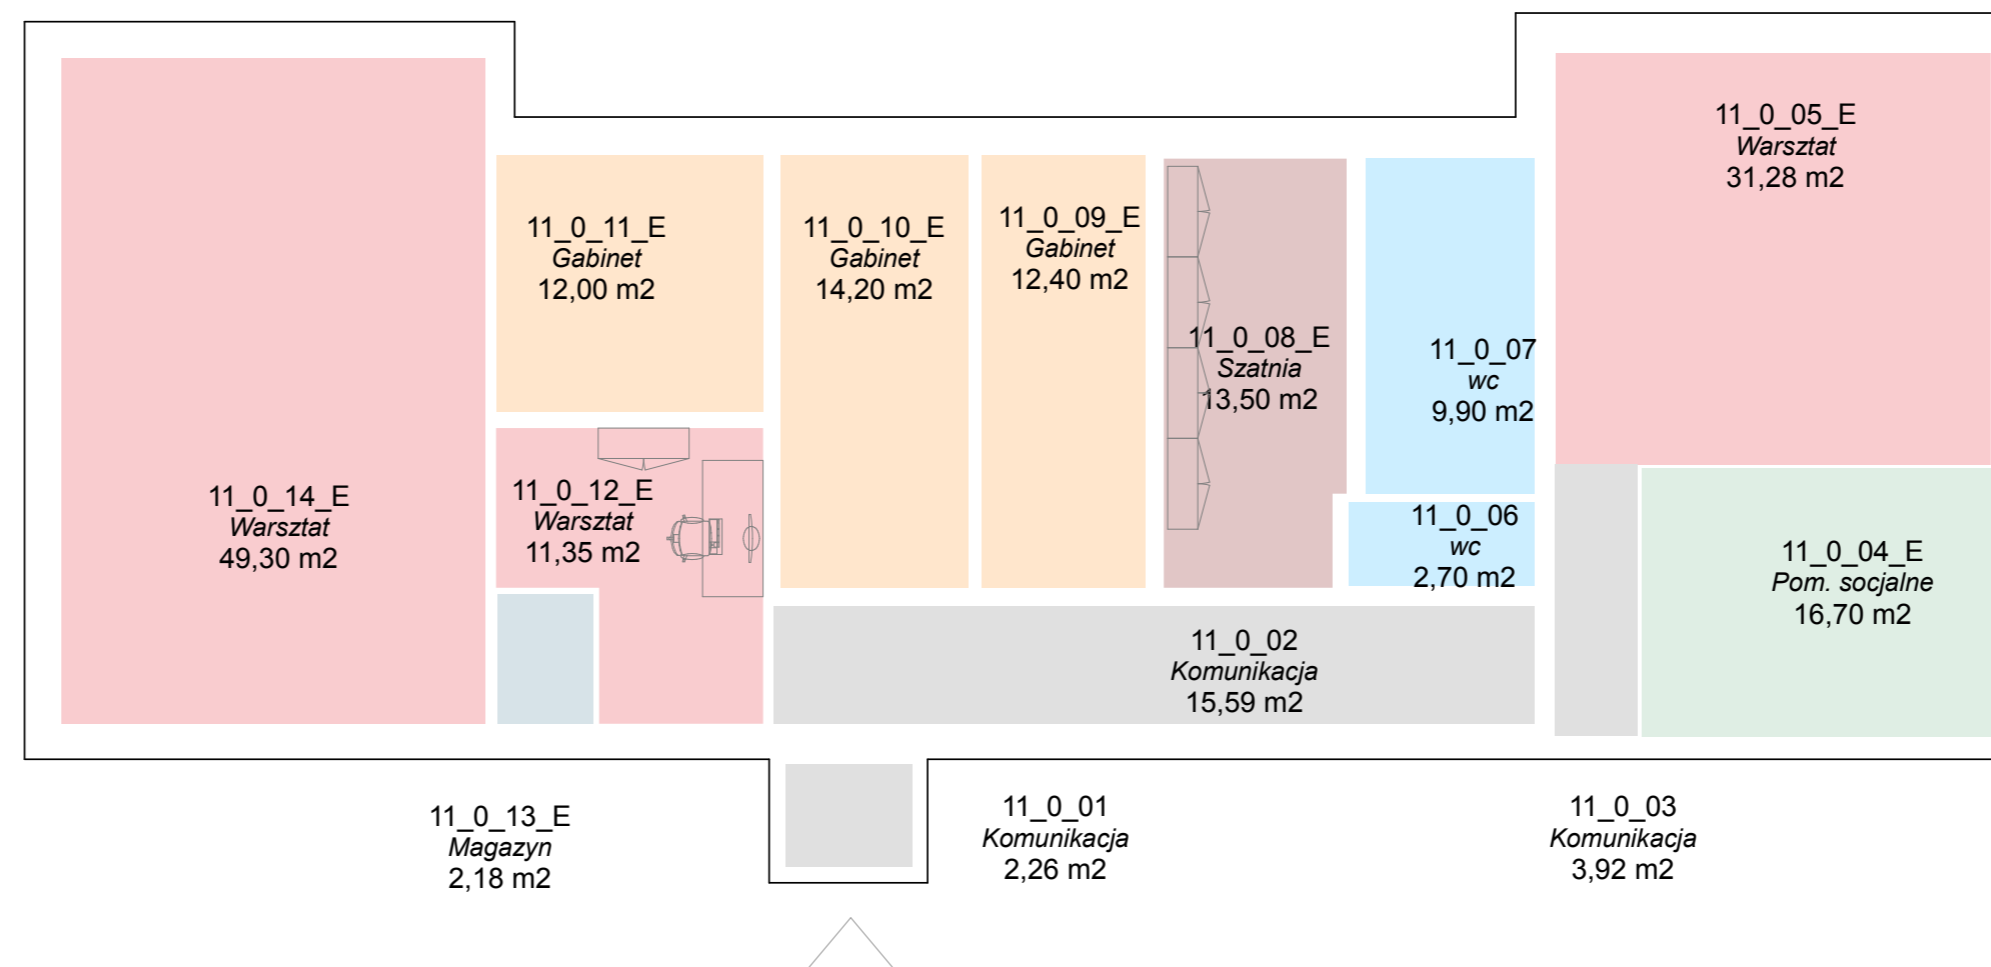 11_0_05_E
Warsztat
31,28 m2
11_0_11_E
Gabinet
12,00 m2
11_0_10_E
Gabinet
14,20 m2
11_0_09_E
Gabinet
12,40 m2
11_0_08_E
Szatnia
13,50 m2
11_0_07
wc
9,90 m2
11_0_14_E
Warsztat
49,30 m2
11_0_12_E
Warsztat
11,35 m2
11_0_06
wc
2,70 m2
11_0_04_E
Pom. socjalne
16,70 m2
11_0_02
Komunikacja
15,59 m2
11_0_13_E
Magazyn
2,18 m2
11_0_01
Komunikacja
2,26 m2
11_0_03
Komunikacja
3,92 m2